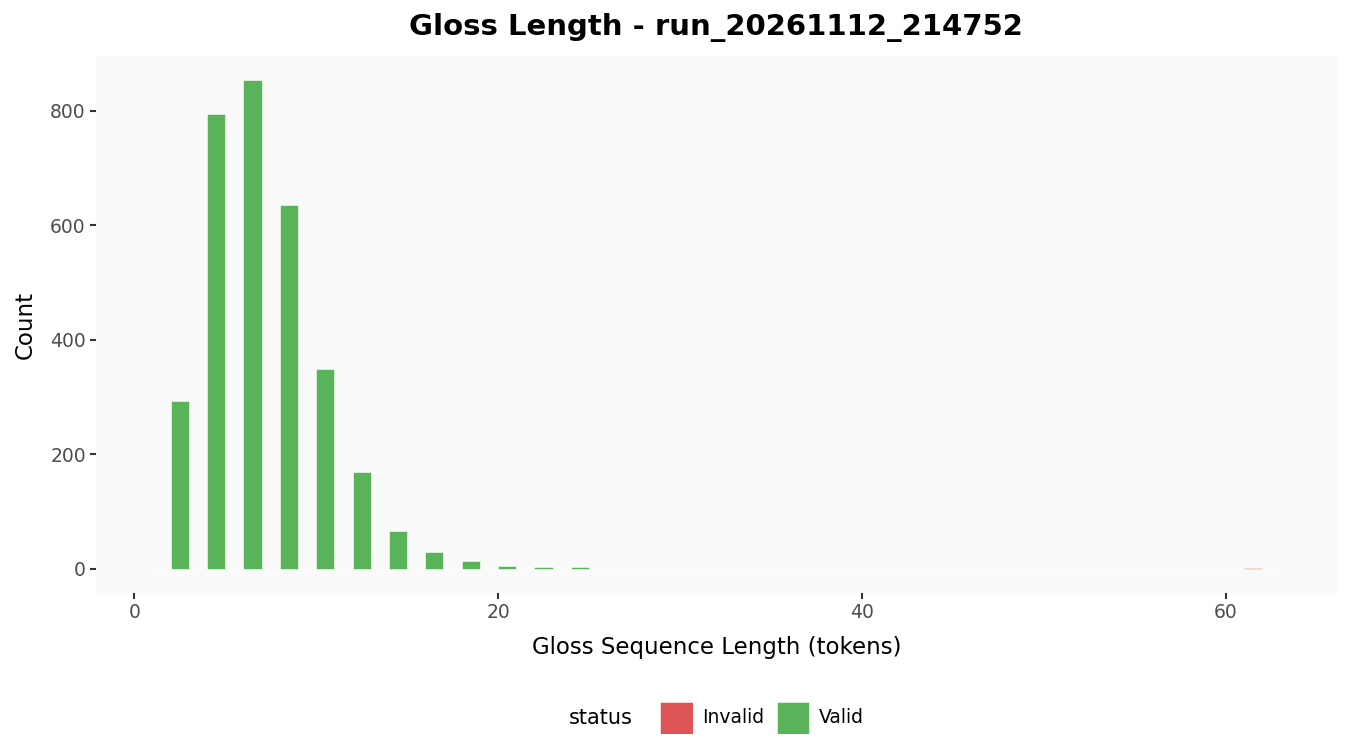 Gloss Length - run_20261112_214752
800
600
400
200
0
Count
0 20 40 60
Gloss Sequence Length (tokens)
status Invalid Valid